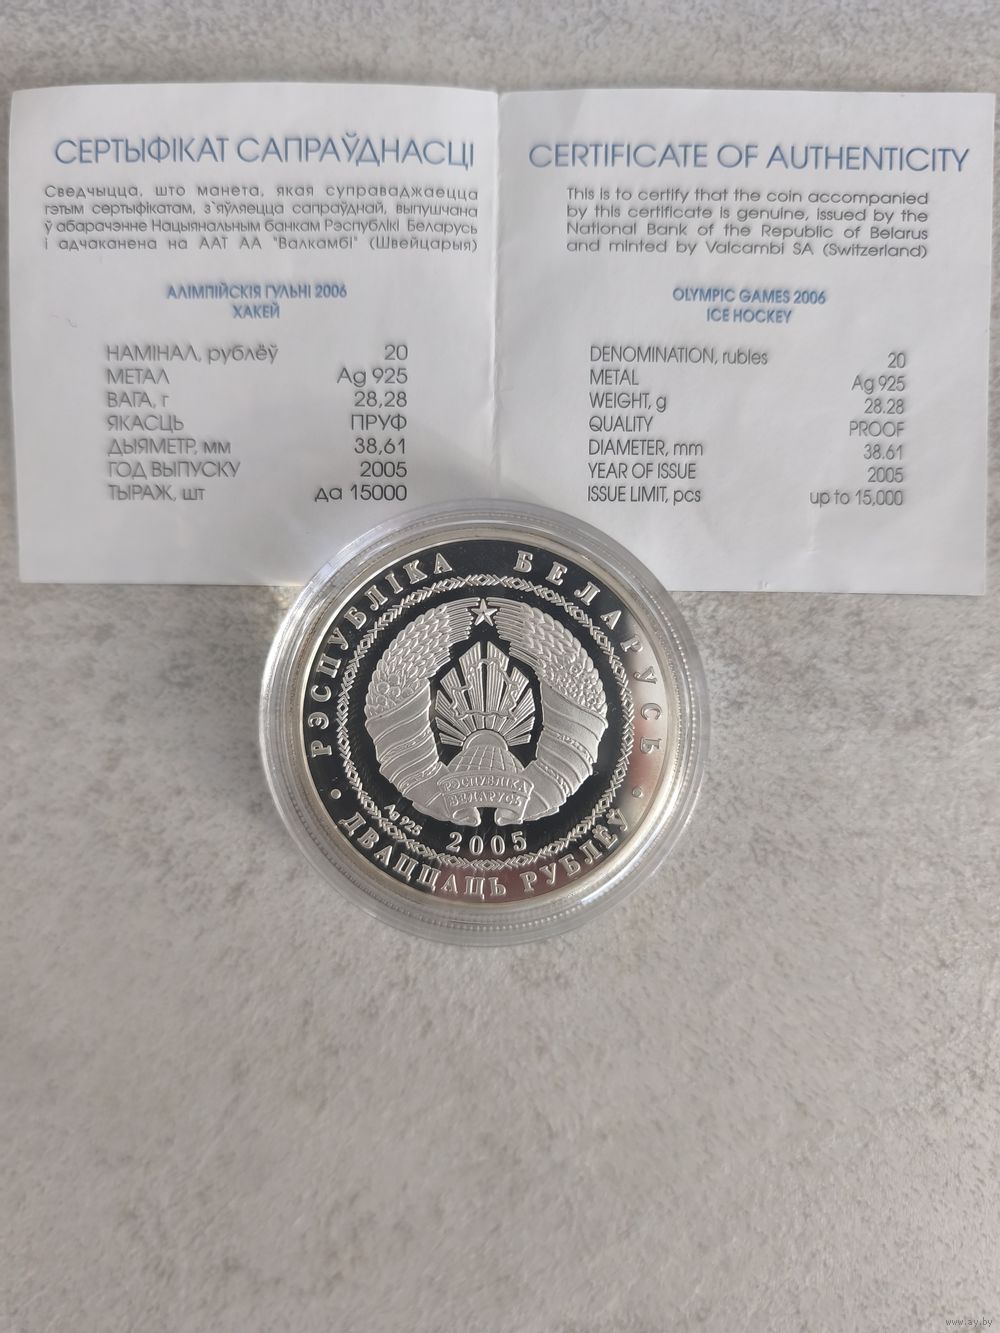 СЕРТЫФІКАТ САПРАЎДНАСЦІ
Сведчыцца, што манета, якая суправаджаецца
гэтым сертыфікатам, з`яўляецца сапраўднай, выпушчана
ў абарачэнне Нацыянальным банкам Рэспублікі Беларусь
і адчаканена на ААТ АА "Валкамбі" (Швейцарыя)
АЛІМПІЙСКІЯ ГУЛЬНІ 2006
ХАКЕЙ
НАМІНАЛ, рублёў 20
МЕТАЛ Ag 925
ВАГА, г 28,28
ЯКАСЦЬ ПРУФ
ДЫЯМЕТР, мм 38,61
ГОД ВЫПУСКУ 2005
ТЫРАЖ, шт да 15000
CERTIFICATE OF AUTHENTICITY
This is to certify that the coin accompanied
by this certificate is genuine, issued by the
National Bank of the Republic of Belarus
and minted by Valcambi SA (Switzerland)
OLYMPIC GAMES 2006
ICE HOCKEY
DENOMINATION, rubles 20
METAL Ag 925
WEIGHT, g 28.28
QUALITY PROOF
DIAMETER, mm 38.61
YEAR OF ISSUE 2005
ISSUE LIMIT, pcs up to 15,000
РЭСПУБЛІКА БЕЛАРУСЬ
РЭСПУБЛІКА
БЕЛАРУСЬ
Ag 925
2005
• ДВАЦЦАЦЬ РУБЛЁЎ •
www.ay.by